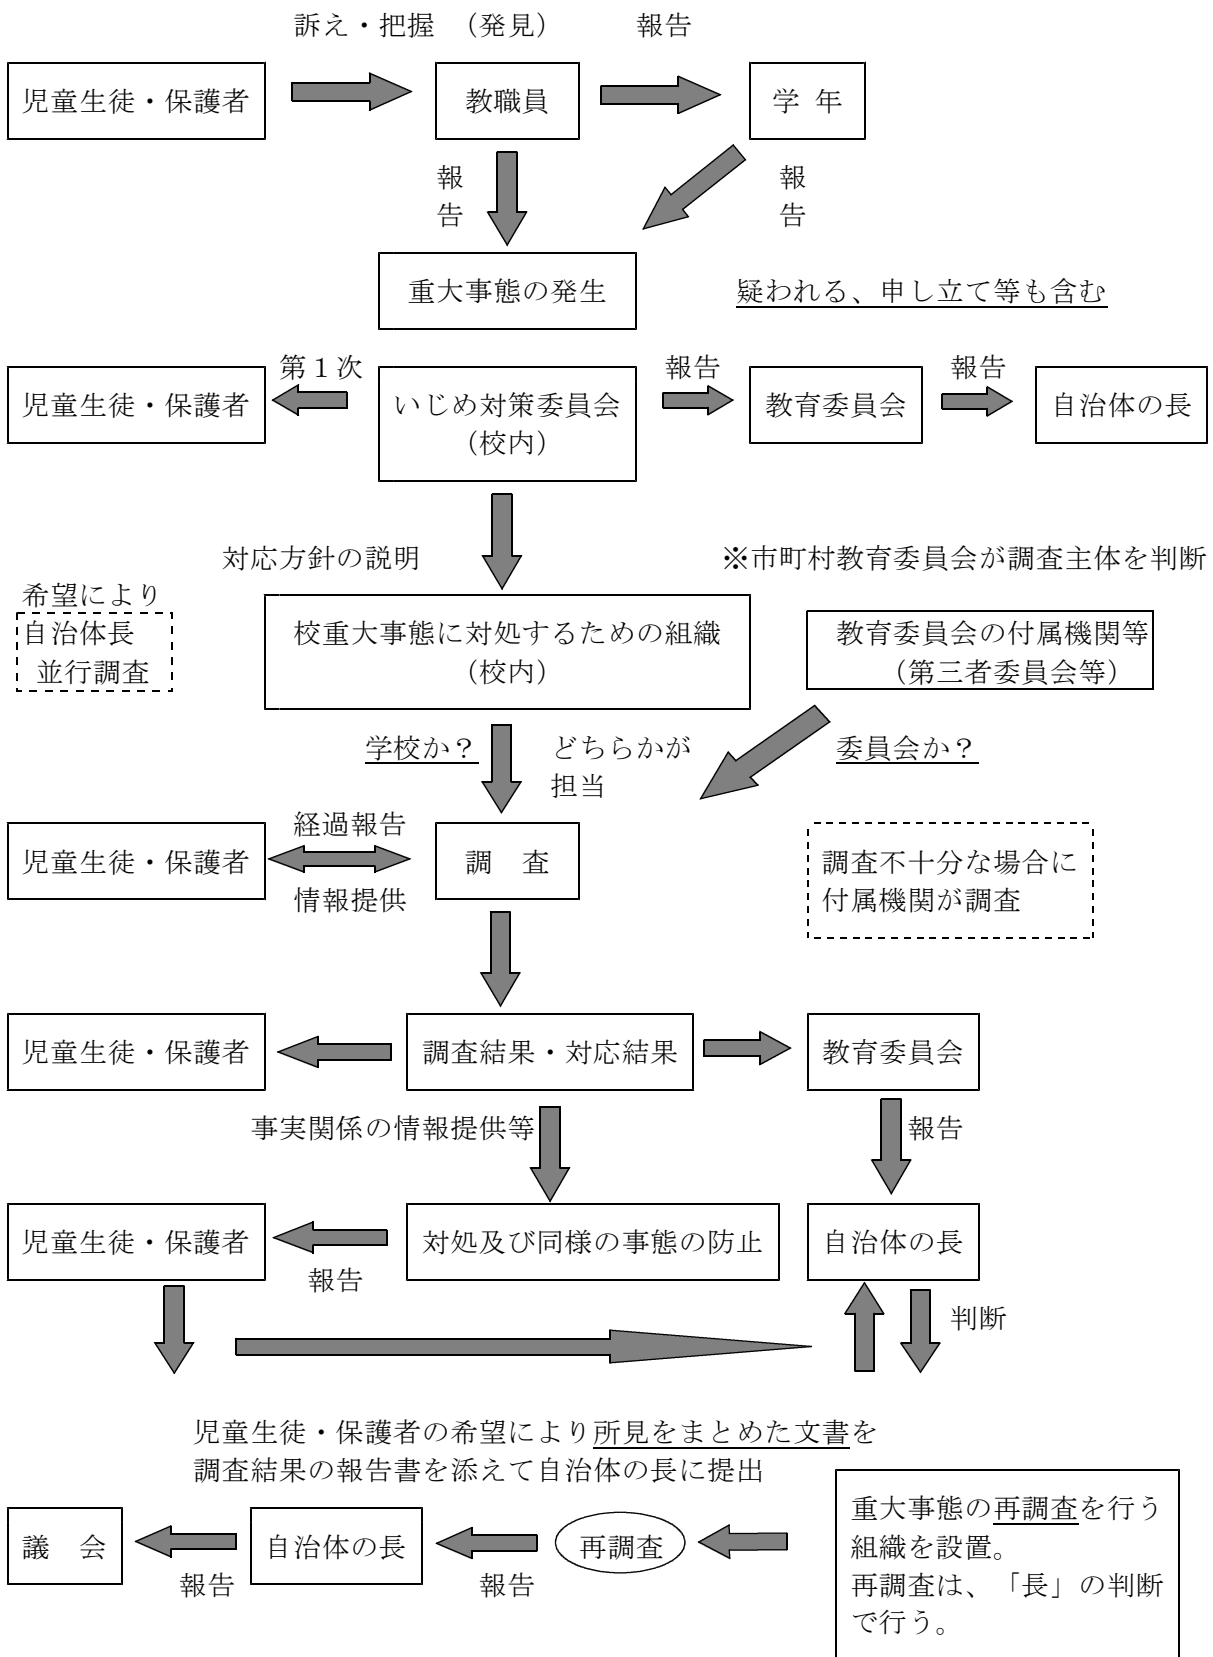 訴え・把握 （発見） 報告
児童生徒・保護者 教職員 学 年
報告 報告
重大事態の発生 疑われる、申し立て等も含む
第１次 報告 報告
児童生徒・保護者 いじめ対策委員会 教育委員会 自治体の長
（校内）
対応方針の説明 ※市町村教育委員会が調査主体を判断
希望により
自治体長 校重大事態に対処するための組織 教育委員会の付属機関等
並行調査 （校内） （第三者委員会等）
学校か？ どちらかが 委員会か？
担当
経過報告
児童生徒・保護者 調 査 調査不十分な場合に
情報提供 付属機関が調査
児童生徒・保護者 調査結果・対応結果 教育委員会
事実関係の情報提供等 報告
児童生徒・保護者 対処及び同様の事態の防止 自治体の長
報告
判断
児童生徒・保護者の希望により所見をまとめた文書を
調査結果の報告書を添えて自治体の長に提出
重大事態の再調査を行う
組織を設置。
再調査は、「長」の判断
で行う。
議 会 自治体の長 再調査
報告 報告